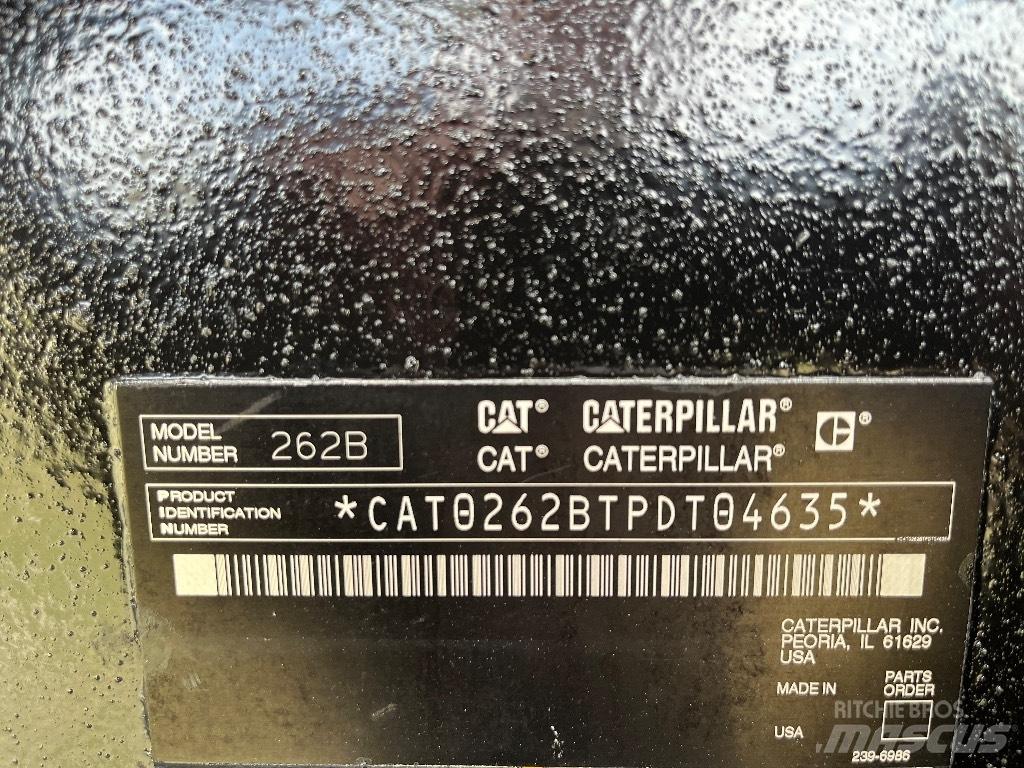 CAT® CATERPILLAR®
CAT® CATERPILLAR®
MODEL
NUMBER 262B
PRODUCT
IDENTIFICATION
NUMBER
*CAT0262BTPDT04635*
*CAT0262BTPDT04635*
CATERPILLAR INC.
PEORIA, IL 61629
USA
MADE IN
USA
PARTS
ORDER
239-6986
RITCHIE BROS.
mascus